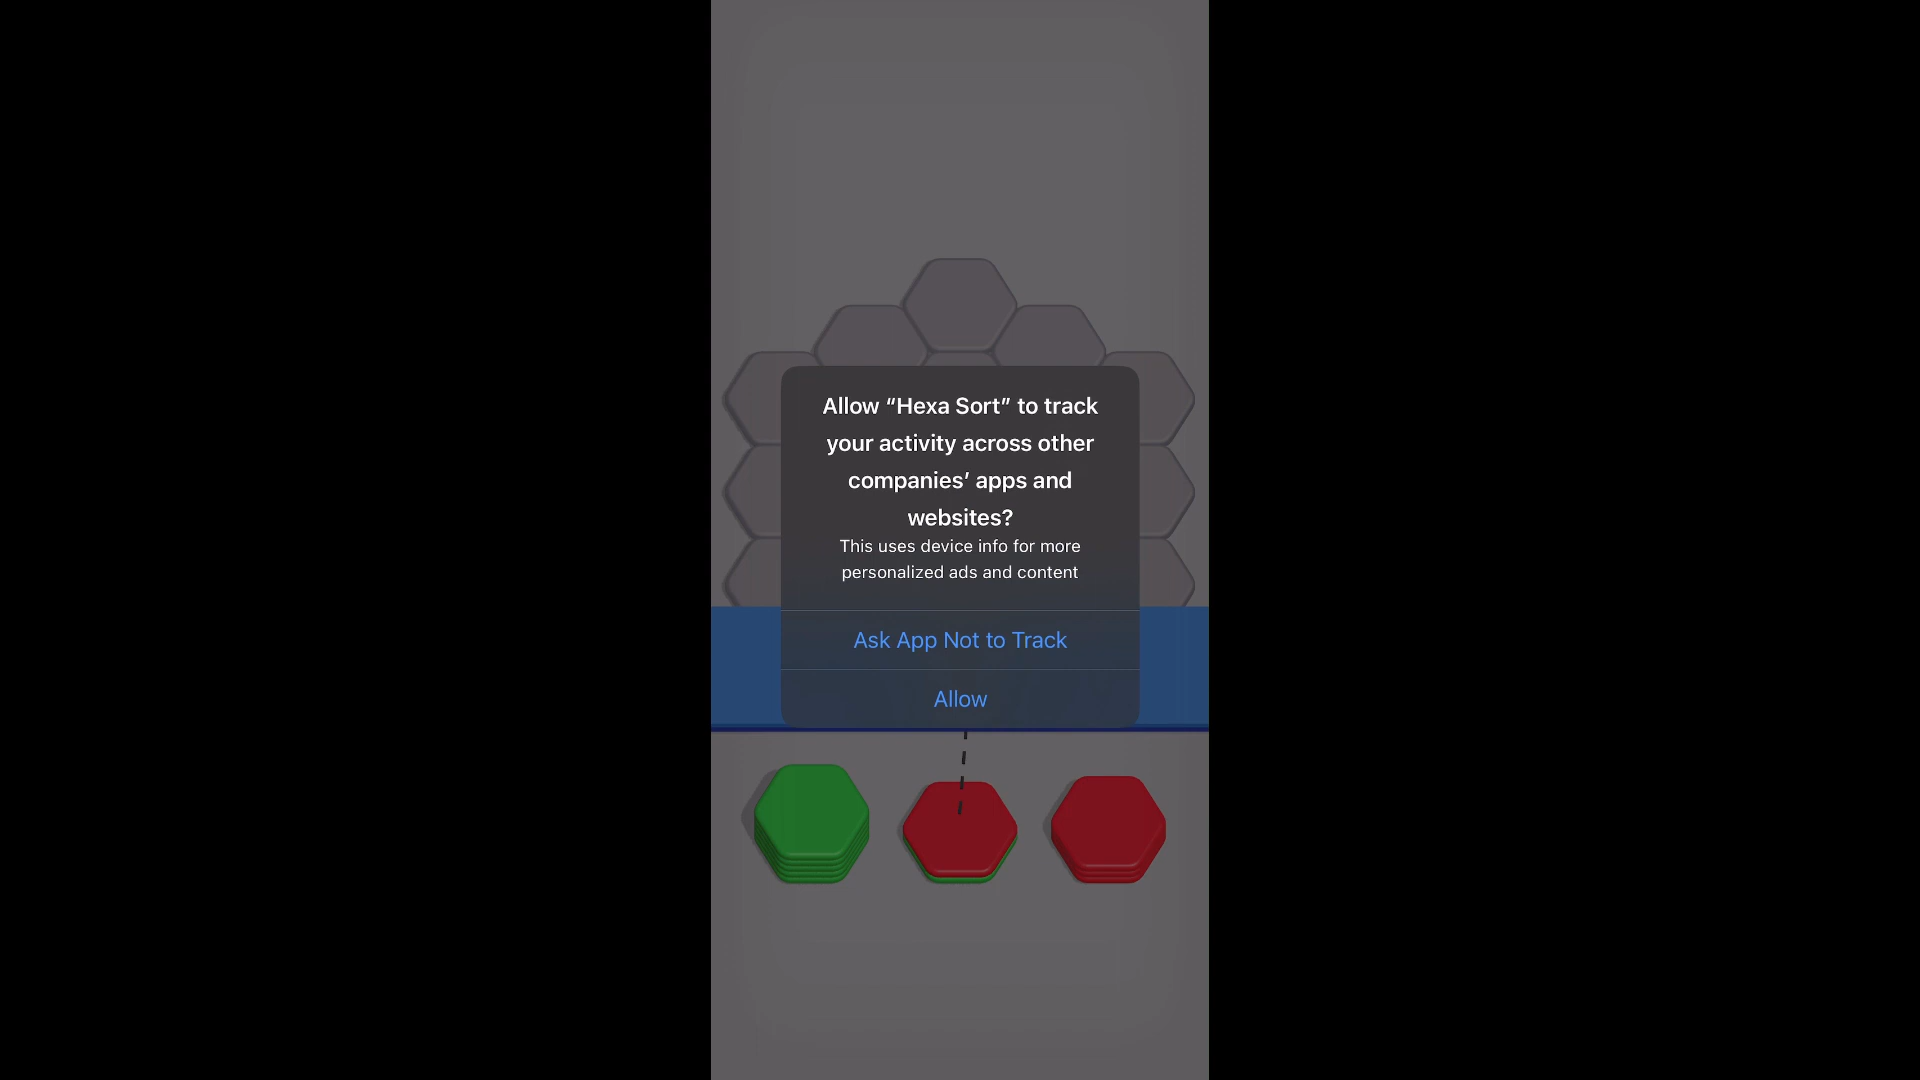 Allow “Hexa Sort” to track
your activity across other
companies’ apps and
websites?
This uses device info for more
personalized ads and content
Ask App Not to Track
Allow